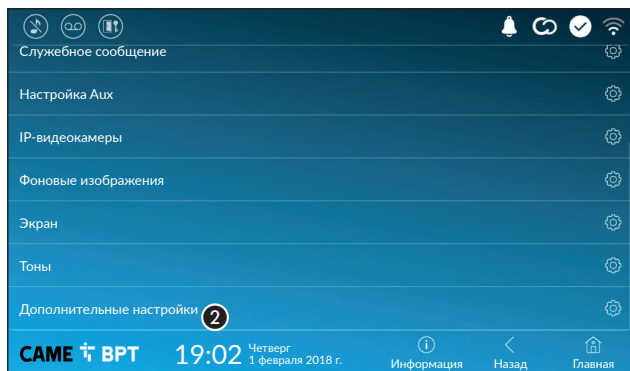 Служебное сообщение
Настройка Aux
IP-видеокамеры
Фоновые изображения
Экран
Тоны
Дополнительные настройки 2
CAME BPT 19:02 Четверг
1 февраля 2018 г.
Информация Назад Главная